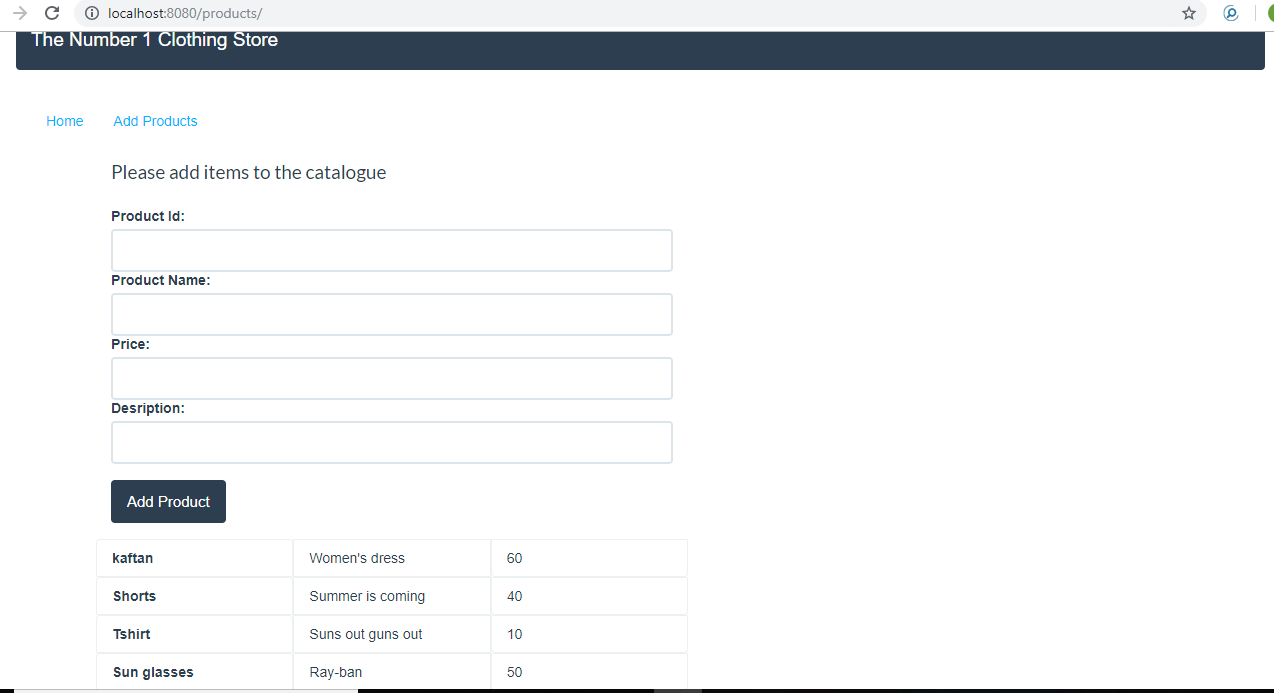 localhost:8080/products/
The Number 1 Clothing Store
Home Add Products
Please add items to the catalogue
Product Id:
Product Name:
Price:
Desription:
Add Product
kaftan Women's dress 60
Shorts Summer is coming 40
Tshirt Suns out guns out 10
Sun glasses Ray-ban 50